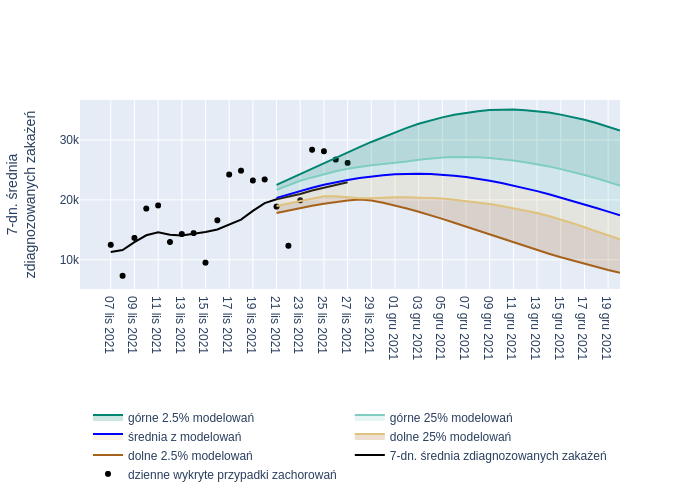 7-dn. średnia
zdiagnozowanych zakażeń
30k
20k
10k
07 lis 2021
09 lis 2021
11 lis 2021
13 lis 2021
15 lis 2021
17 lis 2021
19 lis 2021
21 lis 2021
23 lis 2021
25 lis 2021
27 lis 2021
29 lis 2021
01 gru 2021
03 gru 2021
05 gru 2021
07 gru 2021
09 gru 2021
11 gru 2021
13 gru 2021
15 gru 2021
17 gru 2021
19 gru 2021
górne 2.5% modelowań
górne 25% modelowań
średnia z modelowań
dolne 25% modelowań
dolne 2.5% modelowań
7-dn. średnia zdiagnozowanych zakażeń
dzienne wykryte przypadki zachorowań